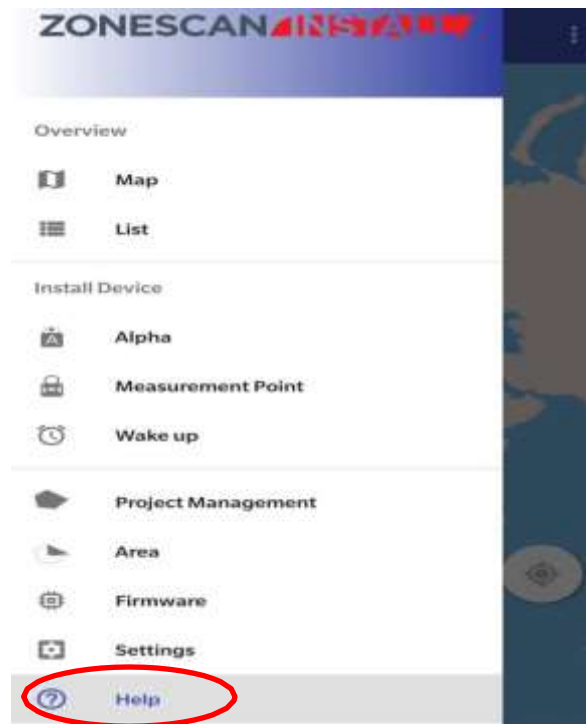 ZONESCAN INSTALL
Overview
Map
List
Install Device
Alpha
Measurement Point
Wake up
Project Management
Area
Firmware
Settings
Help